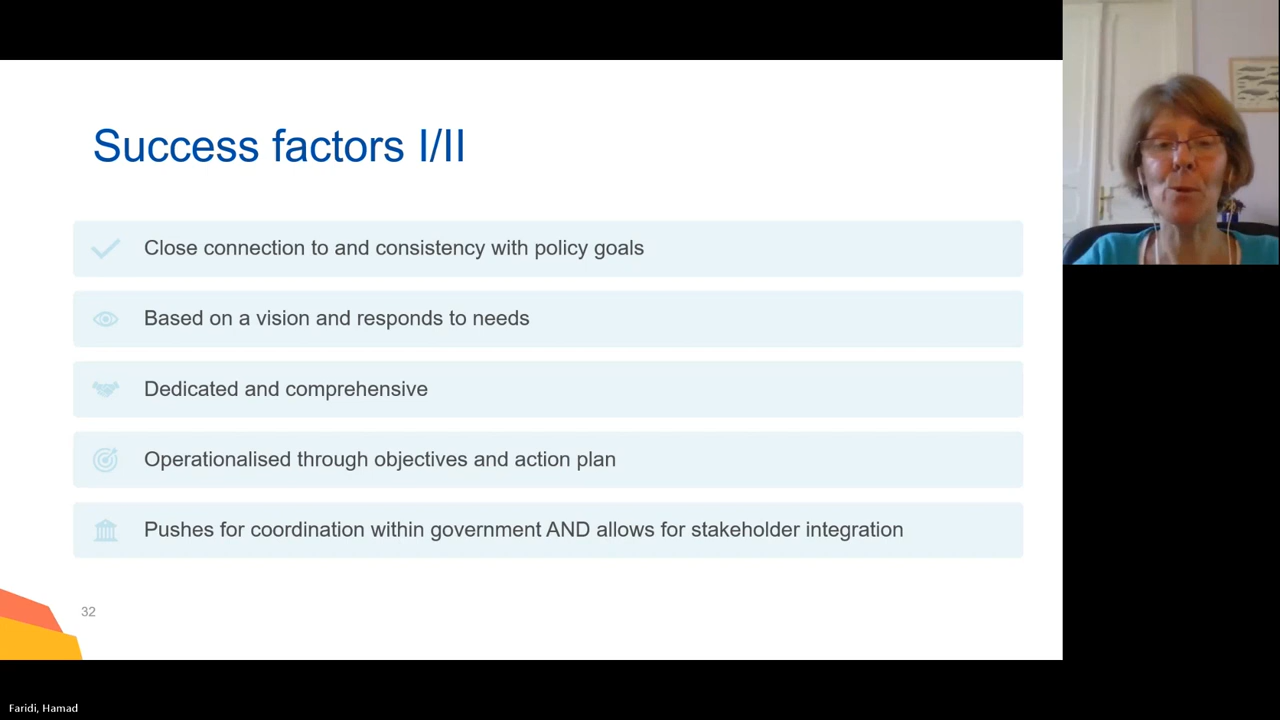 Success factors I/II
Close connection to and consistency with policy goals
Based on a vision and responds to needs
Dedicated and comprehensive
Operationalised through objectives and action plan
Pushes for coordination within government AND allows for stakeholder integration
32
Faridi, Hamad